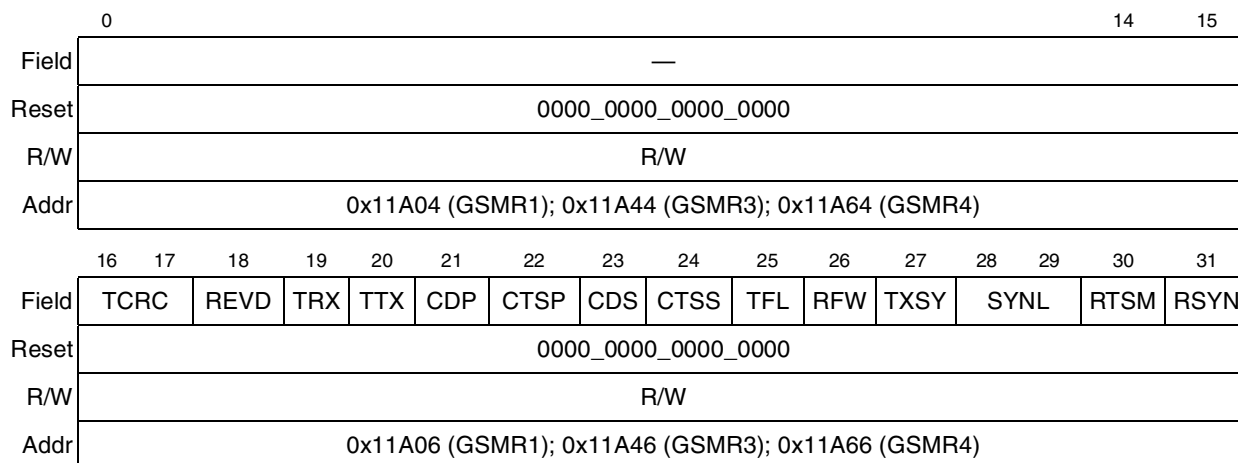 0 14 15
Field —
Reset 0000_0000_0000_0000
R/W R/W
Addr 0x11A04 (GSMR1); 0x11A44 (GSMR3); 0x11A64 (GSMR4)
16 17 18 19 20 21 22 23 24 25 26 27 28 29 30 31
Field TCRC REVD TRX TTX CDP CTSP CDS CTSS TFL RFW TXSY SYNL RTSM RSYN
Reset 0000_0000_0000_0000
R/W R/W
Addr 0x11A06 (GSMR1); 0x11A46 (GSMR3); 0x11A66 (GSMR4)